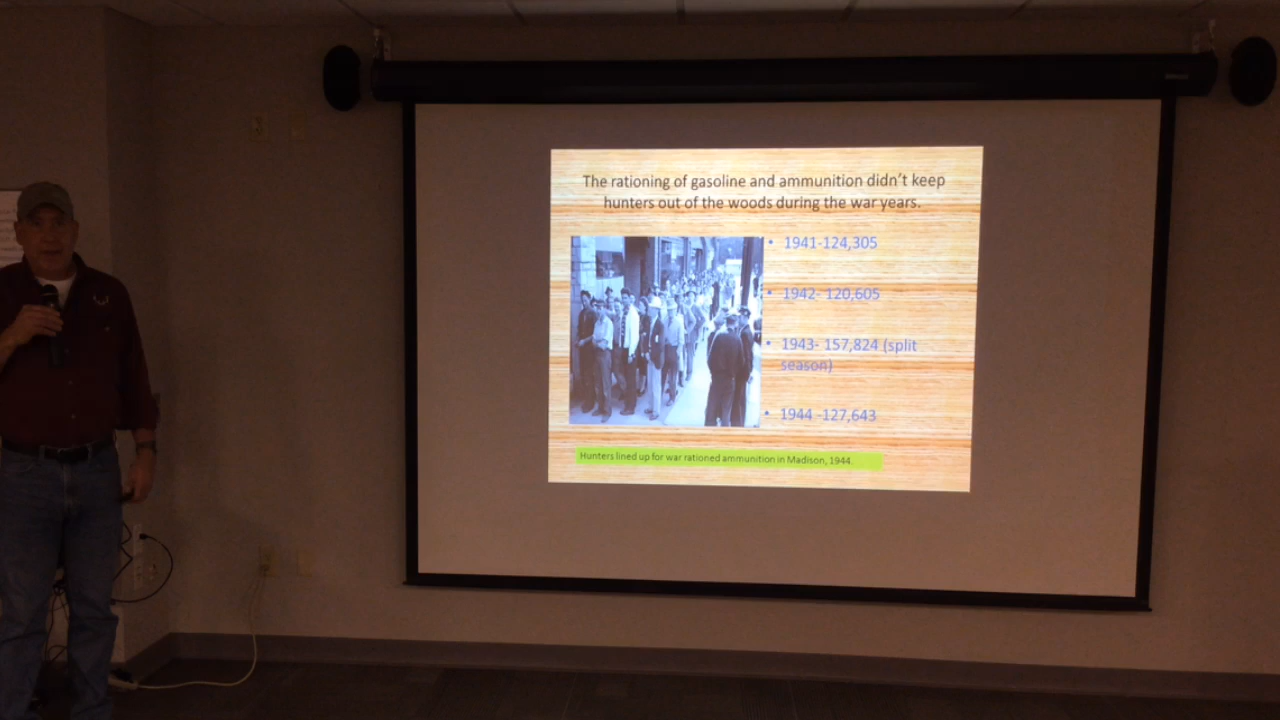 The rationing of gasoline and ammunition didn't keep
hunters out of the woods during the war years.
• 1941-124,305
• 1942- 120,605
• 1943- 157,824 (split
season)
• 1944 -127,643
Hunters lined up for war rationed ammunition in Madison, 1944.